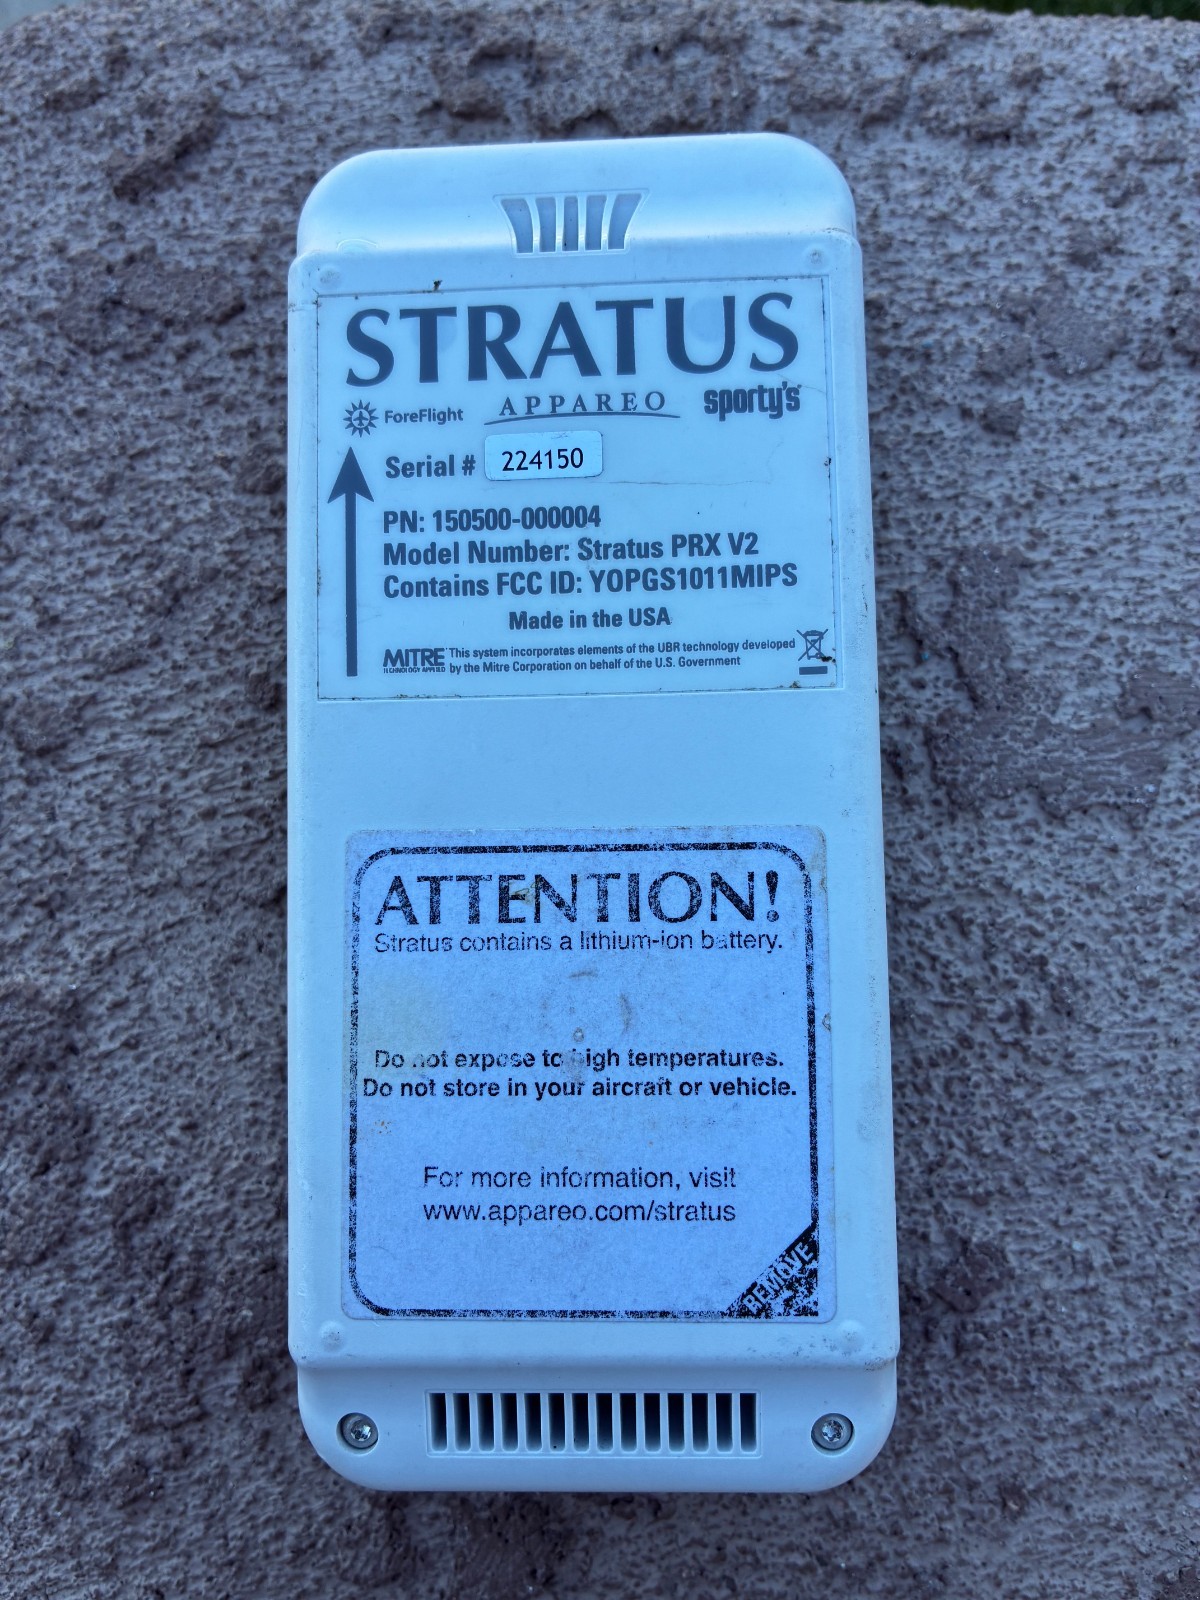 STRATUS
ForeFlight APPAREO sporty's
Serial # 224150
PN: 150500-000004
Model Number: Stratus PRX V2
Contains FCC ID: YOPGS1011MIPS
Made in the USA
MITRE This system incorporates elements of the UBR technology developed
TECHNOLOGY APPLIED by the Mitre Corporation on behalf of the U.S. Government
ATTENTION!
Stratus contains a lithium-ion battery.
Do not expose to high temperatures.
Do not store in your aircraft or vehicle.
For more information, visit
www.appareo.com/stratus
REMOVE